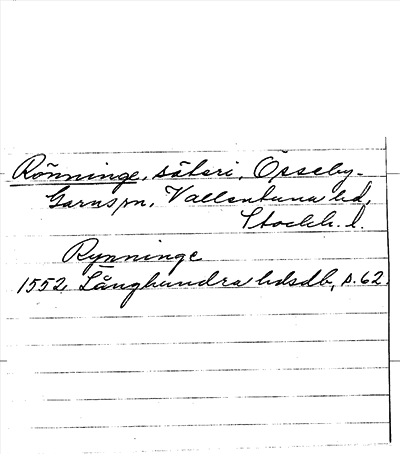 Rönninge, säteri, Össeby-
Garns sn, Vallentuna hd,
Stockh. l.
Rynninge
1552 Långhundra hdsdb, s. 62.